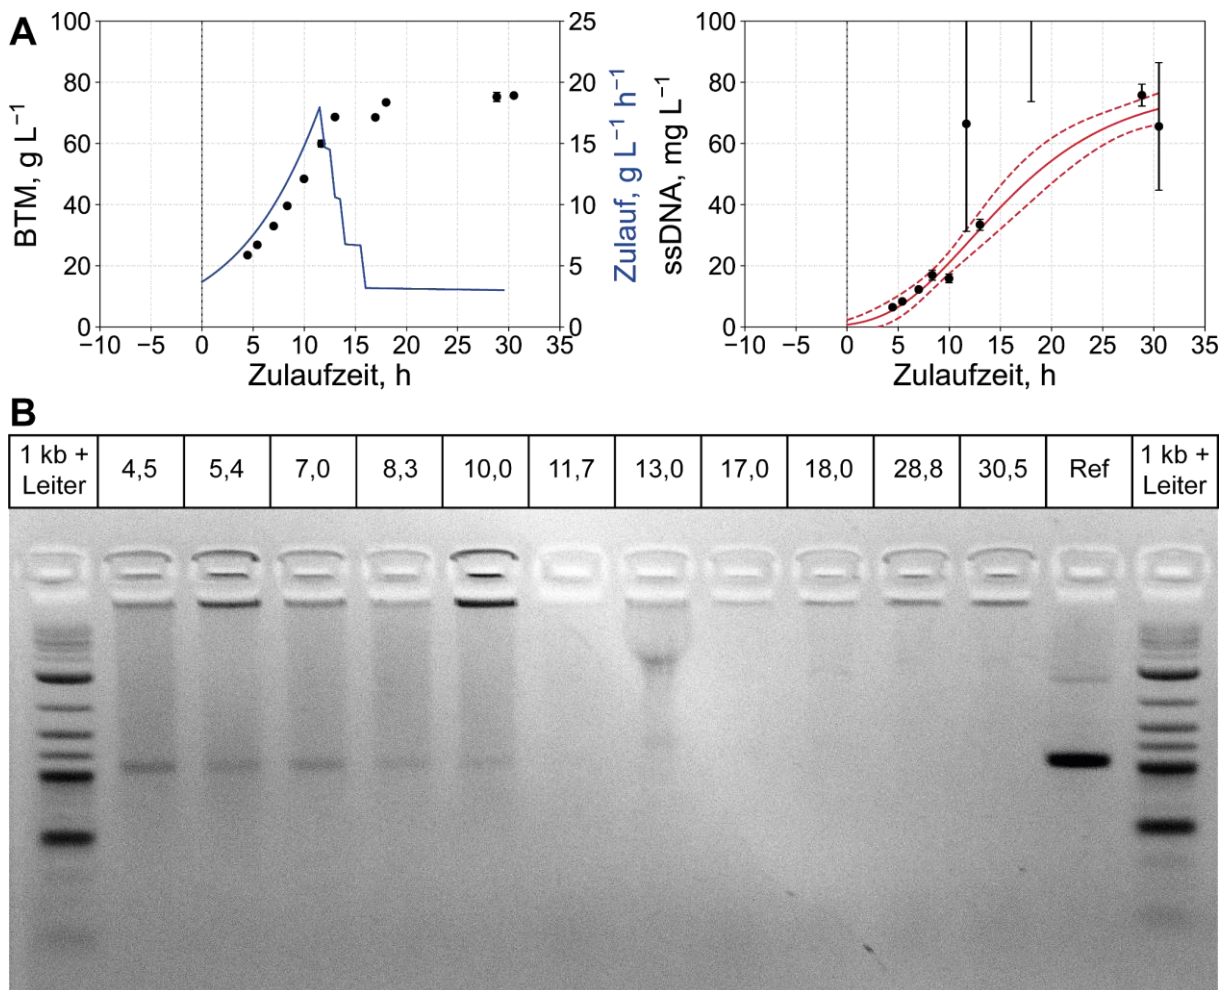 A
BTM, g L⁻¹
100
80
60
40
20
0
−10 −5 0 5 10 15 20 25 30 35
Zulaufzeit, h
25
20
15
10
5
0
Zulauf, g L⁻¹ h⁻¹
ssDNA, mg L⁻¹
100
80
60
40
20
0
−10 −5 0 5 10 15 20 25 30 35
Zulaufzeit, h
B
1 kb + Leiter 4,5 5,4 7,0 8,3 10,0 11,7 13,0 17,0 18,0 28,8 30,5 Ref 1 kb + Leiter